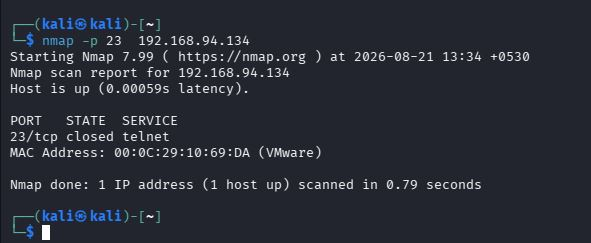 ┌──(kali㉿kali)-[~]
└─$ nmap -p 23  192.168.94.134
Starting Nmap 7.99 ( https://nmap.org ) at 2026-08-21 13:34 +0530
Nmap scan report for 192.168.94.134
Host is up (0.00059s latency).

PORT   STATE  SERVICE
23/tcp closed telnet
MAC Address: 00:0C:29:10:69:DA (VMware)

Nmap done: 1 IP address (1 host up) scanned in 0.79 seconds

┌──(kali㉿kali)-[~]
└─$